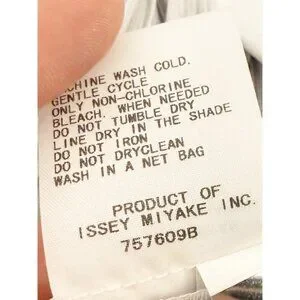 MACHINE WASH COLD.
GENTLE CYCLE
ONLY NON-CHLORINE
BLEACH. WHEN NEEDED
DO NOT TUMBLE DRY
LINE DRY IN THE SHADE
DO NOT IRON
DO NOT DRYCLEAN
WASH IN A NET BAG
PRODUCT OF
ISSEY MIYAKE INC.
757609B